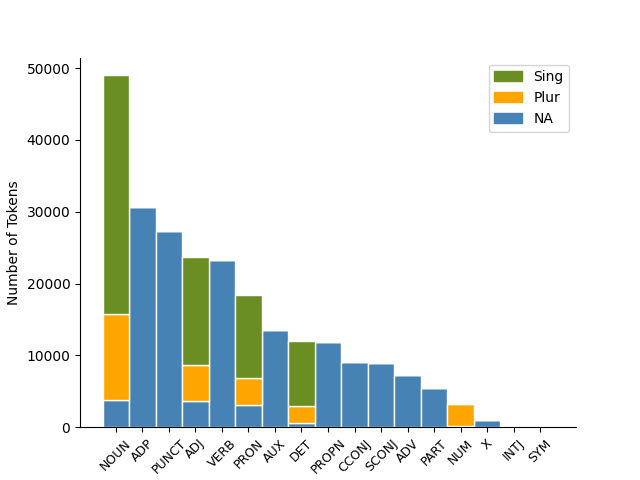 50000
40000
30000
20000
10000
0
Number of Tokens
Sing
Plur
NA
NOUN
ADP
PUNCT
ADJ
VERB
PRON
AUX
DET
PROPN
CCONJ
SCONJ
ADV
PART
NUM
X
INTJ
SYM